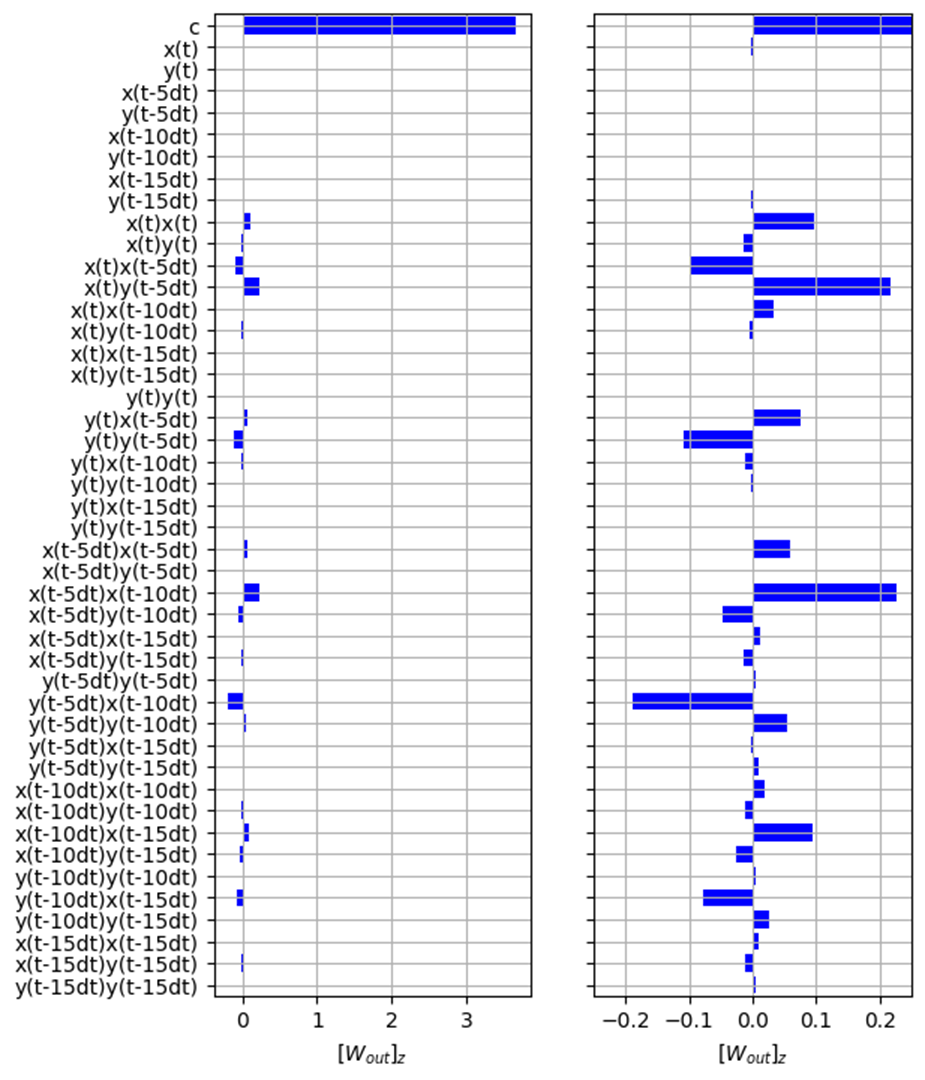 c
x(t)
y(t)
x(t-5dt)
y(t-5dt)
x(t-10dt)
y(t-10dt)
x(t-15dt)
y(t-15dt)
x(t)x(t)
x(t)y(t)
x(t)x(t-5dt)
x(t)y(t-5dt)
x(t)x(t-10dt)
x(t)y(t-10dt)
x(t)x(t-15dt)
x(t)y(t-15dt)
y(t)y(t)
y(t)x(t-5dt)
y(t)y(t-5dt)
y(t)x(t-10dt)
y(t)y(t-10dt)
y(t)x(t-15dt)
y(t)y(t-15dt)
x(t-5dt)x(t-5dt)
x(t-5dt)y(t-5dt)
x(t-5dt)x(t-10dt)
x(t-5dt)y(t-10dt)
x(t-5dt)x(t-15dt)
x(t-5dt)y(t-15dt)
y(t-5dt)y(t-5dt)
y(t-5dt)x(t-10dt)
y(t-5dt)y(t-10dt)
y(t-5dt)x(t-15dt)
y(t-5dt)y(t-15dt)
x(t-10dt)x(t-10dt)
x(t-10dt)y(t-10dt)
x(t-10dt)x(t-15dt)
x(t-10dt)y(t-15dt)
y(t-10dt)y(t-10dt)
y(t-10dt)x(t-15dt)
y(t-10dt)y(t-15dt)
x(t-15dt)x(t-15dt)
x(t-15dt)y(t-15dt)
y(t-15dt)y(t-15dt)
0 1 2 3
[W_out]_z
−0.2 −0.1 0.0 0.1 0.2
[W_out]_z